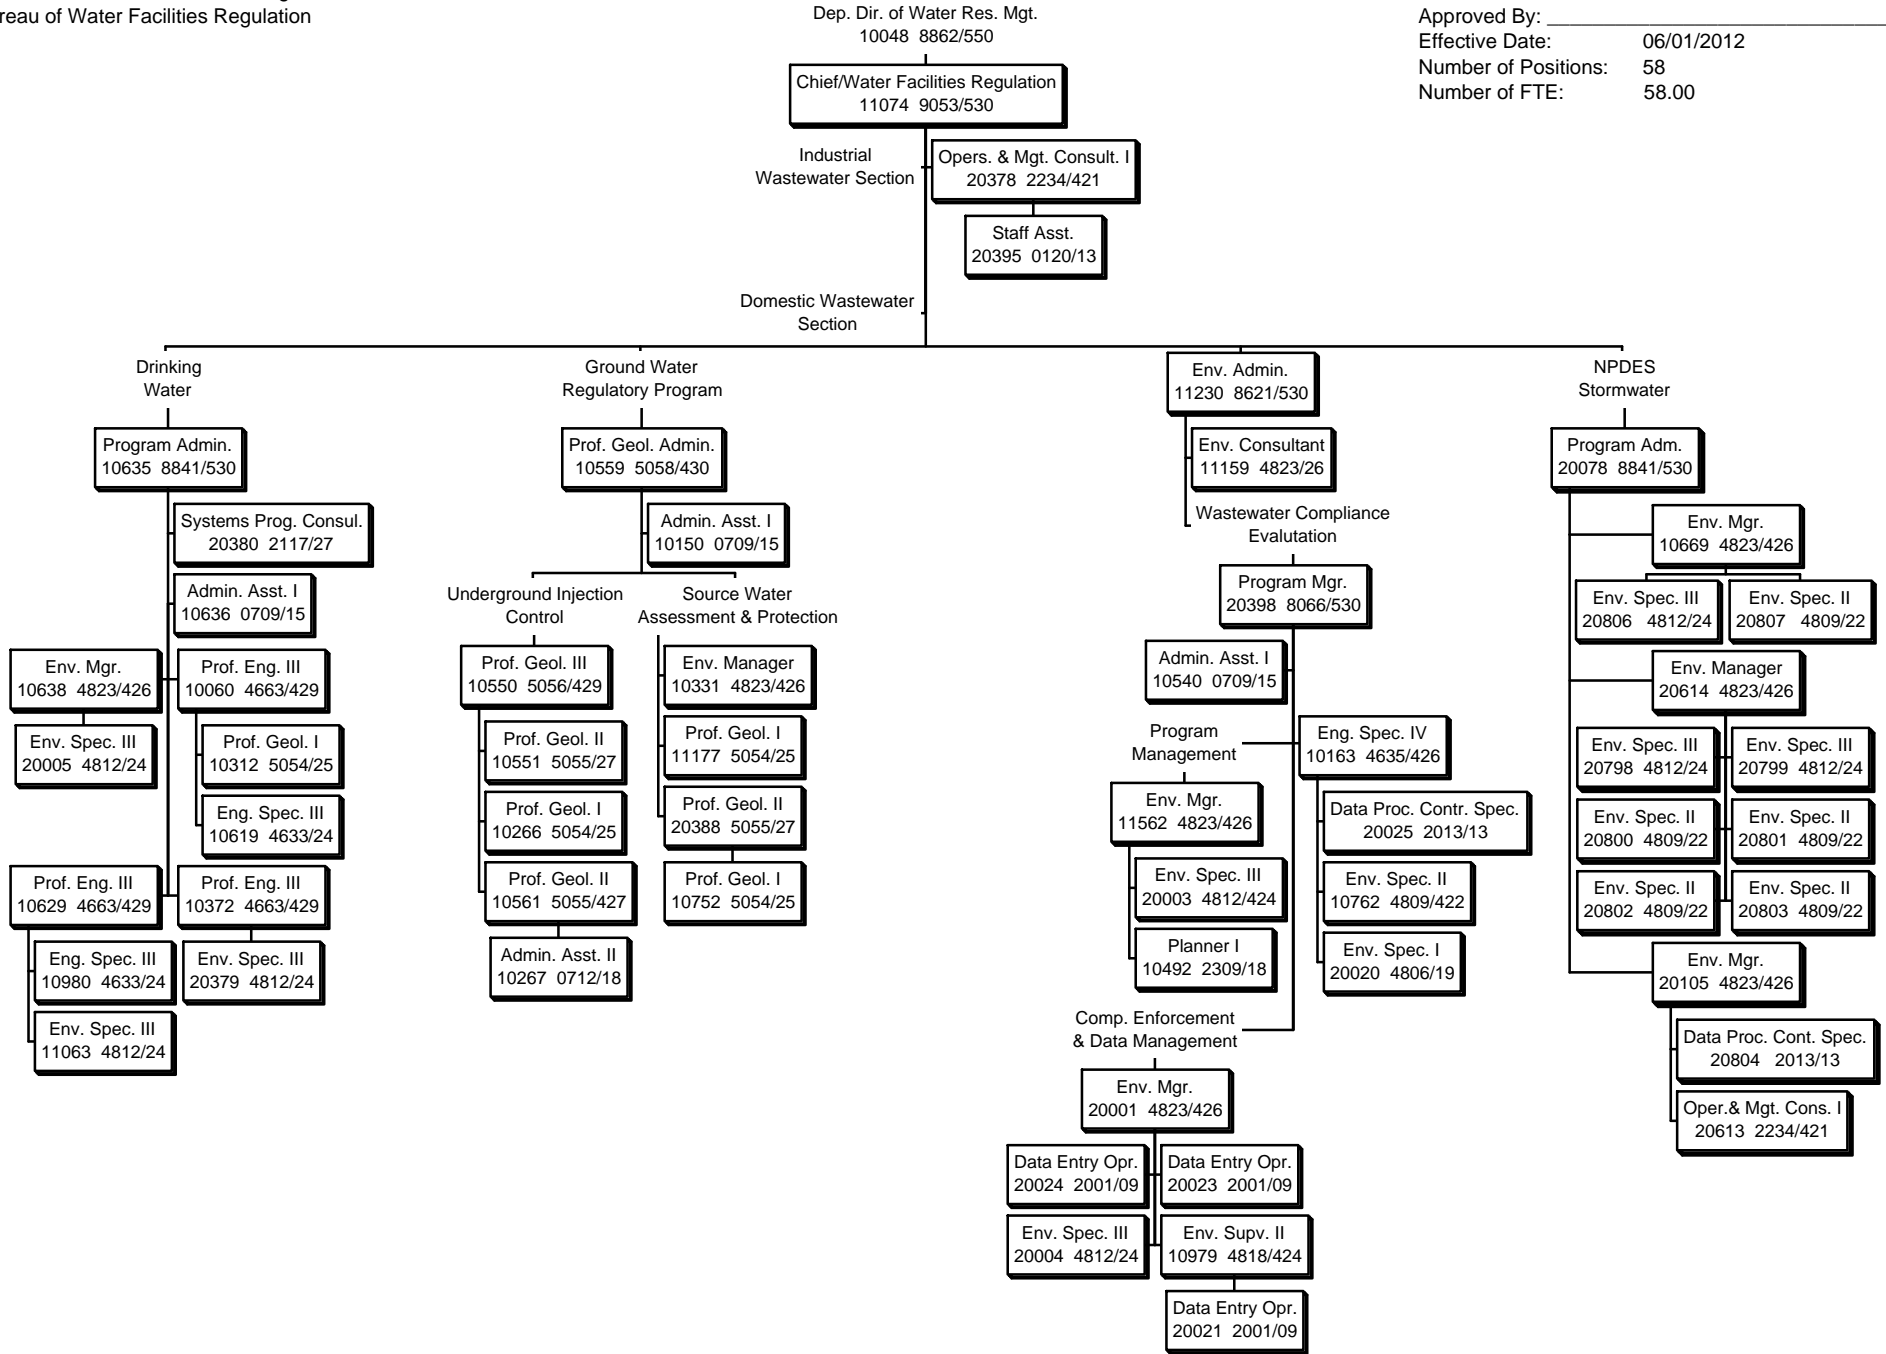 reau of Water Facilities Regulation
Dep. Dir. of Water Res. Mgt.
10048 8862/550
Approved By:
Effective Date: 06/01/2012
Number of Positions: 58
Number of FTE: 58.00
Chief/Water Facilities Regulation
11074 9053/530
Industrial
Wastewater Section
Opers. & Mgt. Consult. I
20378 2234/421
Staff Asst.
20395 0120/13
Domestic Wastewater
Section
Drinking
Water
Program Admin.
10635 8841/530
Systems Prog. Consul.
20380 2117/27
Admin. Asst. I
10636 0709/15
Env. Mgr.
10638 4823/426
Env. Spec. III
20005 4812/24
Prof. Eng. III
10060 4663/429
Prof. Geol. I
10312 5054/25
Eng. Spec. III
10619 4633/24
Prof. Eng. III
10629 4663/429
Eng. Spec. III
10980 4633/24
Env. Spec. III
11063 4812/24
Prof. Eng. III
10372 4663/429
Env. Spec. III
20379 4812/24
Ground Water
Regulatory Program
Prof. Geol. Admin.
10559 5058/430
Admin. Asst. I
10150 0709/15
Underground Injection
Control
Prof. Geol. III
10550 5056/429
Prof. Geol. II
10551 5055/27
Prof. Geol. I
10266 5054/25
Prof. Geol. II
10561 5055/427
Admin. Asst. II
10267 0712/18
Source Water
Assessment & Protection
Env. Manager
10331 4823/426
Prof. Geol. I
11177 5054/25
Prof. Geol. II
20388 5055/27
Prof. Geol. I
10752 5054/25
Env. Admin.
11230 8621/530
Env. Consultant
11159 4823/26
Wastewater Compliance
Evalutation
Program Mgr.
20398 8066/530
Admin. Asst. I
10540 0709/15
Program
Management
Env. Mgr.
11562 4823/426
Env. Spec. III
20003 4812/424
Planner I
10492 2309/18
Eng. Spec. IV
10163 4635/426
Data Proc. Contr. Spec.
20025 2013/13
Env. Spec. II
10762 4809/422
Env. Spec. I
20020 4806/19
Comp. Enforcement
& Data Management
Env. Mgr.
20001 4823/426
Data Entry Opr.
20024 2001/09
Data Entry Opr.
20023 2001/09
Env. Spec. III
20004 4812/24
Env. Supv. II
10979 4818/424
Data Entry Opr.
20021 2001/09
NPDES
Stormwater
Program Adm.
20078 8841/530
Env. Mgr.
10669 4823/426
Env. Spec. III
20806 4812/24
Env. Spec. II
20807 4809/22
Env. Manager
20614 4823/426
Env. Spec. III
20798 4812/24
Env. Spec. III
20799 4812/24
Env. Spec. II
20800 4809/22
Env. Spec. II
20801 4809/22
Env. Spec. II
20802 4809/22
Env. Spec. II
20803 4809/22
Env. Mgr.
20105 4823/426
Data Proc. Cont. Spec.
20804 2013/13
Oper.& Mgt. Cons. I
20613 2234/421